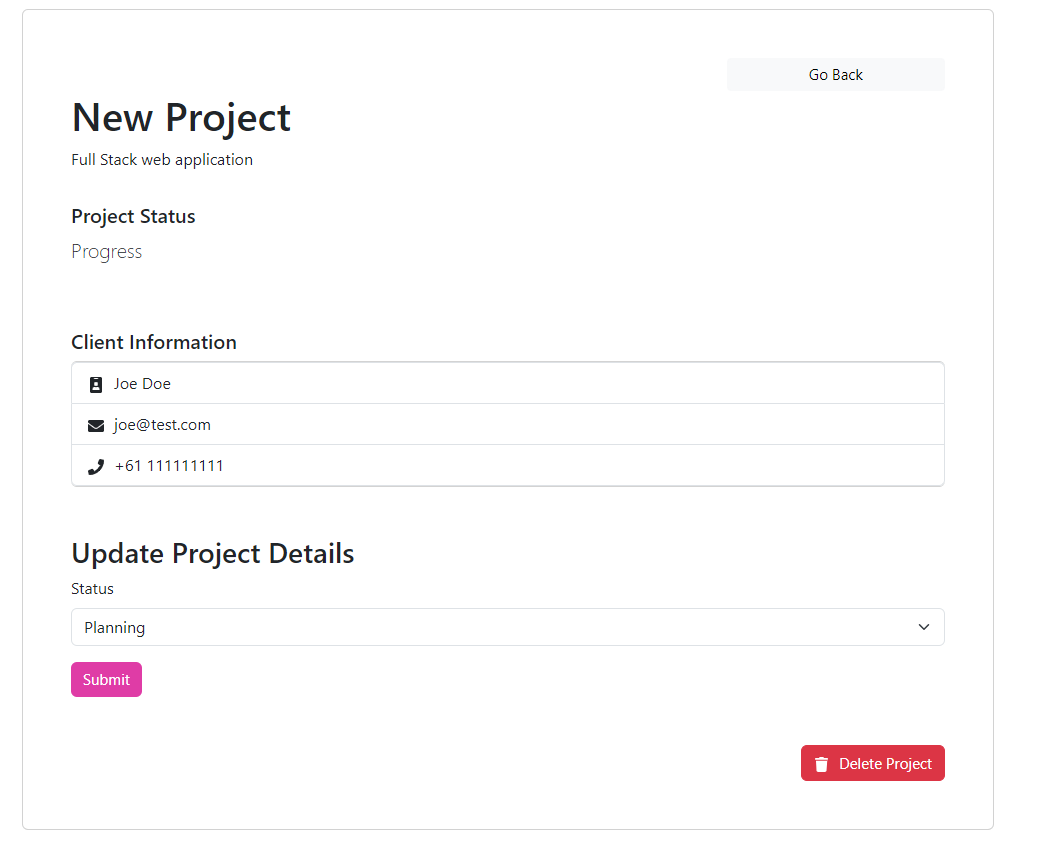 Go Back
New Project
Full Stack web application
Project Status
Progress
Client Information
Joe Doe
joe@test.com
+61 111111111
Update Project Details
Status
Planning
Submit
Delete Project